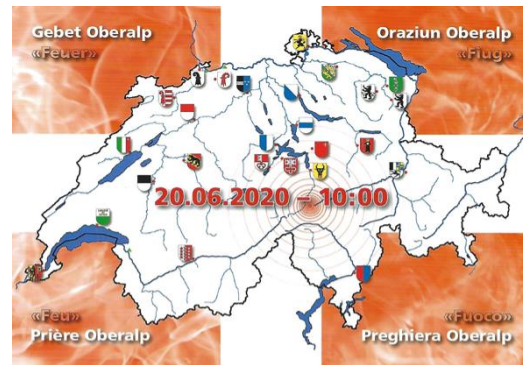 Gebet Oberalp
«Feuer»
Oraziun Oberalp
«Fiug»
20.06.2020 – 10:00
«Feu»
Prière Oberalp
«Fuoco»
Preghiera Oberalp